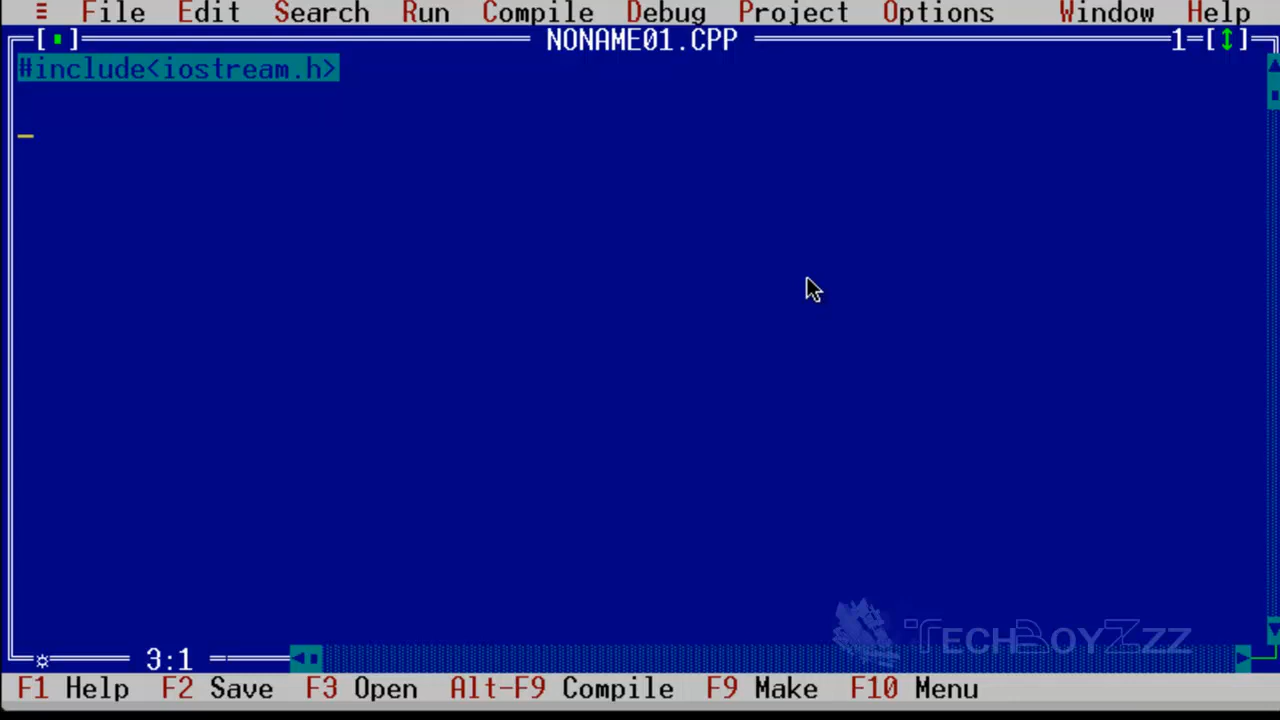 ≡ File Edit Search Run Compile Debug Project Options Window Help
[■] NONAME01.CPP 1=[↕]
#include<iostream.h>
TechBoyZzz
3:1
F1 Help F2 Save F3 Open Alt-F9 Compile F9 Make F10 Menu